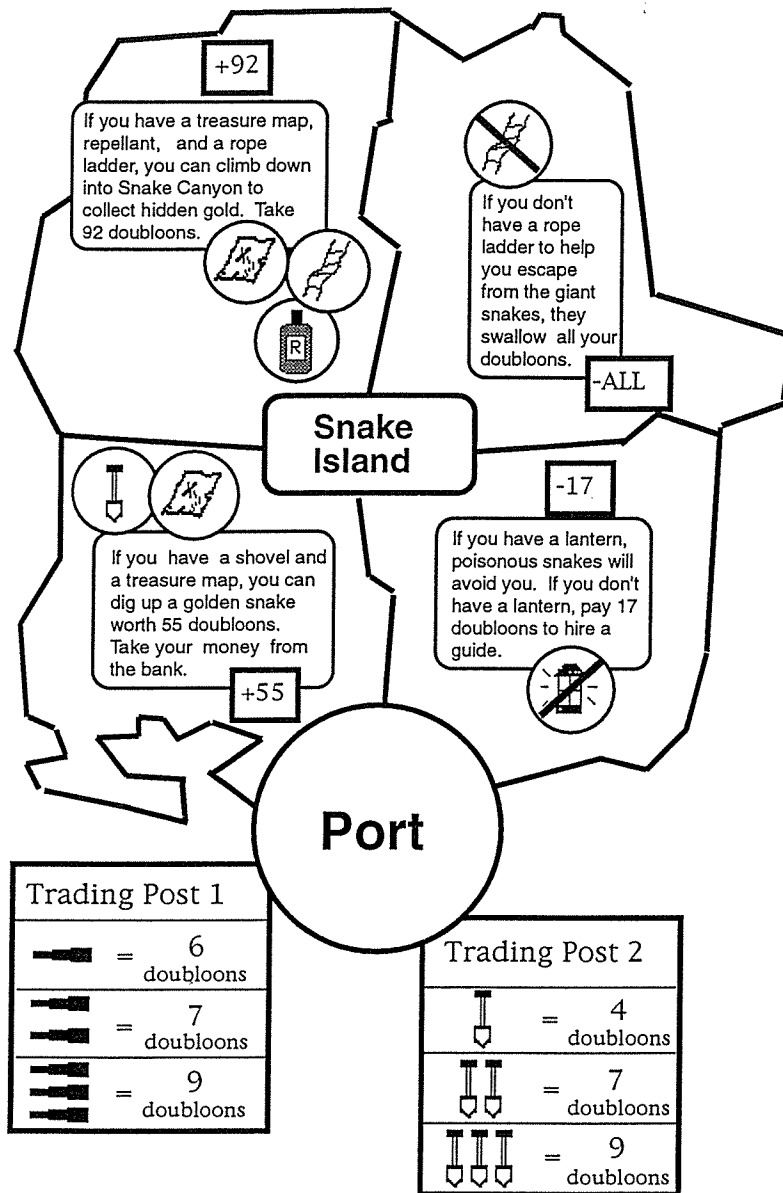 +92
If you have a treasure map,
repellant, and a rope
ladder, you can climb down
into Snake Canyon to
collect hidden gold. Take
92 doubloons.
R
If you don't
have a rope
ladder to help
you escape
from the giant
snakes, they
swallow all your
doubloons.
-ALL
Snake
Island
If you have a shovel and
a treasure map, you can
dig up a golden snake
worth 55 doubloons.
Take your money from
the bank.
+55
-17
If you have a lantern,
poisonous snakes will
avoid you. If you don't
have a lantern, pay 17
doubloons to hire a
guide.
Port
Trading Post 1
= 6
doubloons
= 7
doubloons
= 9
doubloons
Trading Post 2
= 4
doubloons
= 7
doubloons
= 9
doubloons